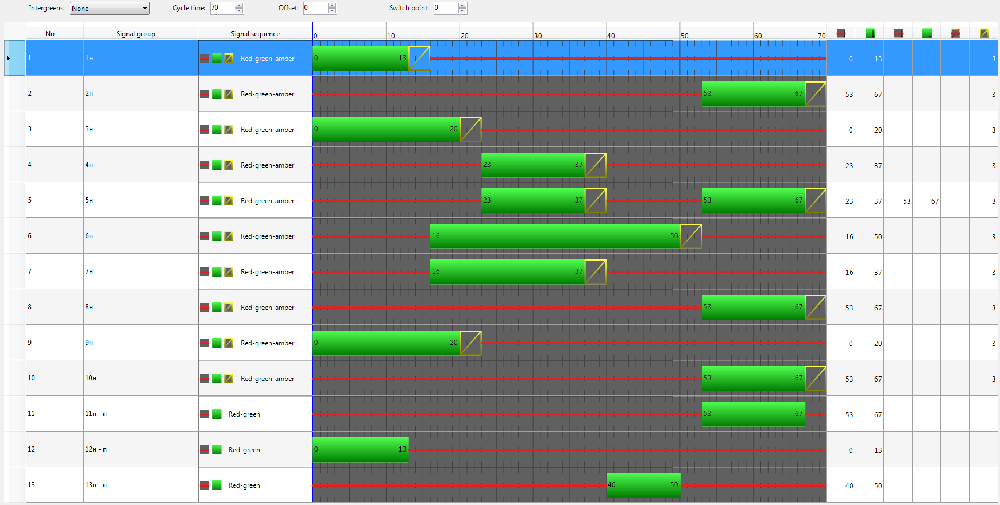 Intergreens: None Cycle time: 70 Offset: 0 Switch point: 0
No Signal group Signal sequence 0 10 20 30 40 50 60 70
1 1н Red-green-amber 0 13 0 13 3
2 2н Red-green-amber 53 67 53 67 3
3 3н Red-green-amber 0 20 0 20 3
4 4н Red-green-amber 23 37 23 37 3
5 5н Red-green-amber 23 37 53 67 23 37 53 67 3
6 6н Red-green-amber 16 50 16 50 3
7 7н Red-green-amber 16 37 16 37 3
8 8н Red-green-amber 53 67 53 67 3
9 9н Red-green-amber 0 20 0 20 3
10 10н Red-green-amber 53 67 53 67 3
11 11н - п Red-green 53 67 53 67
12 12н - п Red-green 0 13 0 13
13 13н - п Red-green 40 50 40 50